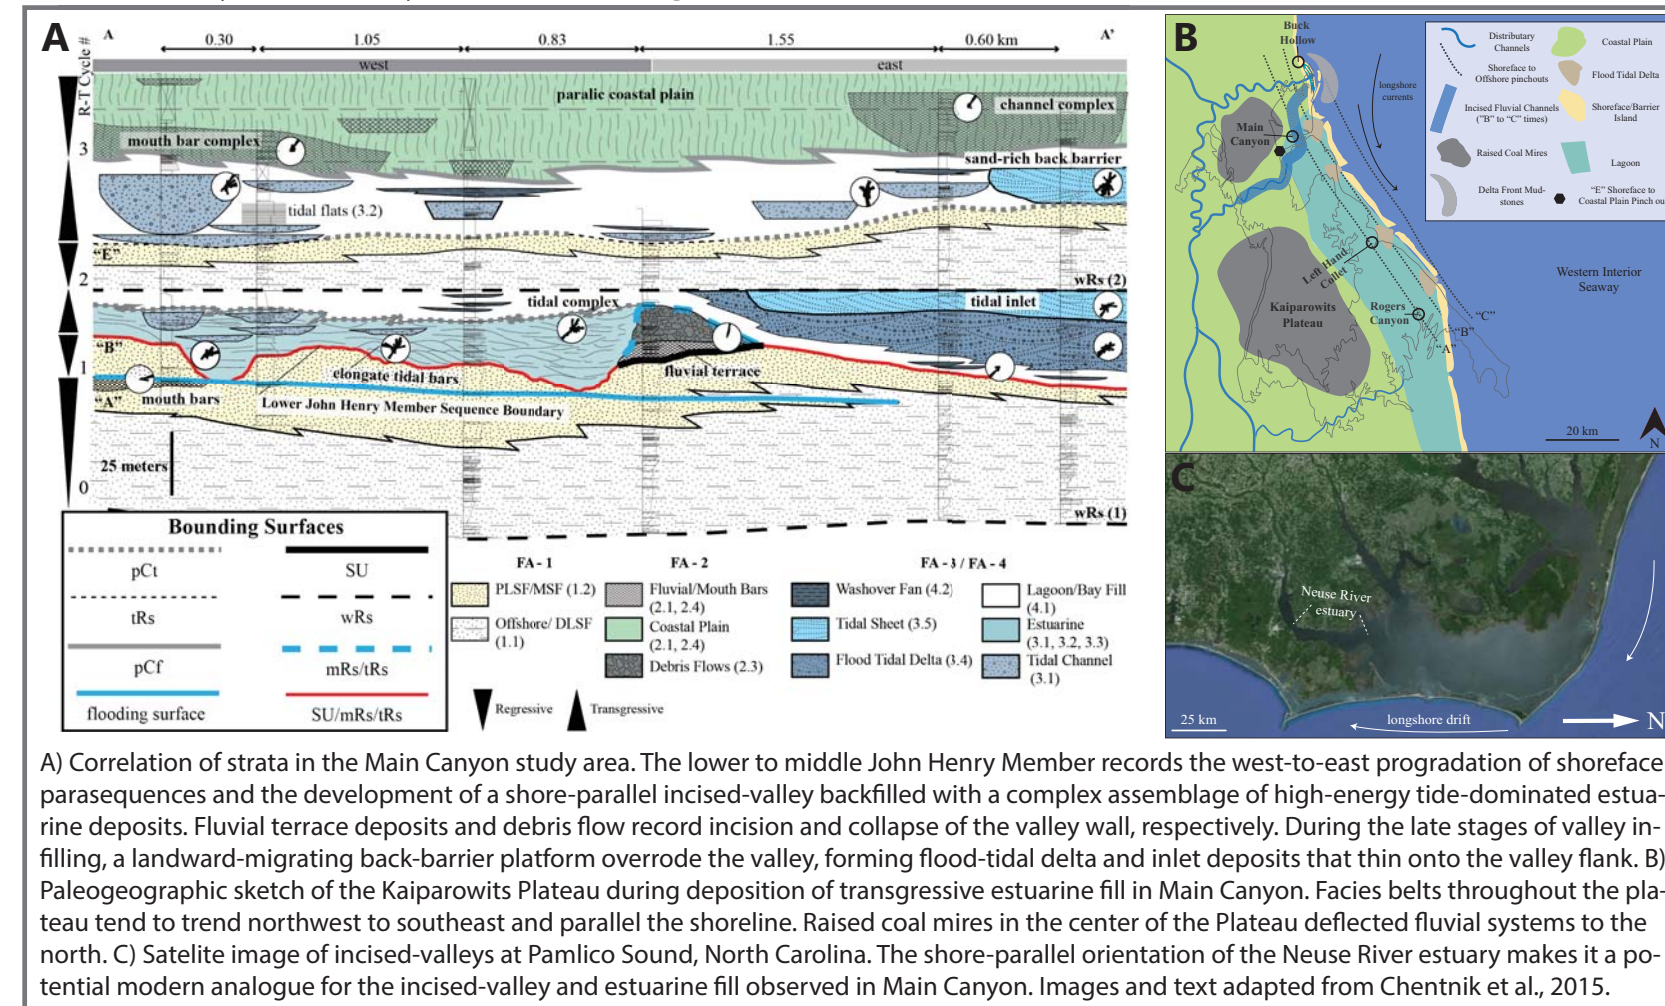 A
A
0.30
1.05
0.83
1.55
0.60 km
A'
R-T Cycle #
west
east
paralic coastal plain
channel complex
mouth bar complex
3
sand-rich back barrier
tidal flats (3.2)
"E"
2
wRs (2)
tidal complex
tidal inlet
"B"
1
elongate tidal bars
fluvial terrace
"A"
mouth bars
Lower John Henry Member Sequence Boundary
25 meters
0
wRs (1)
Bounding Surfaces
pCt
SU
tRs
wRs
pCf
mRs/tRs
flooding surface
SU/mRs/tRs
FA - 1
FA - 2
FA - 3 / FA - 4
PLSF/MSF (1.2)
Fluvial/Mouth Bars
(2.1, 2.4)
Washover Fan (4.2)
Lagoon/Bay Fill
(4.1)
Offshore/ DLSF
(1.1)
Coastal Plain
(2.1, 2.4)
Tidal Sheet (3.5)
Estuarine
(3.1, 3.2, 3.3)
Debris Flows (2.3)
Flood Tidal Delta (3.4)
Tidal Channel
(3.1)
Regressive
Transgressive
B
Buck
Hollow
longshore
currents
Main
Canyon
Left Hand
Collet
Kaiparowits
Plateau
Rogers
Canyon
Western Interior
Seaway
"C"
"B"
"A"
20 km
N
Distributary
Channels
Coastal Plain
Shoreface to
Offshore pinchouts
Flood Tidal Delta
Incised Fluvial Channels
("B" to "C" times)
Shoreface/Barrier
Island
Raised Coal Mires
Lagoon
Delta Front Mud-
stones
"E" Shoreface to
Coastal Plain Pinch ou
C
Neuse River
estuary
25 km
longshore drift
N
A) Correlation of strata in the Main Canyon study area. The lower to middle John Henry Member records the west-to-east progradation of shoreface
parasequences and the development of a shore-parallel incised-valley backfilled with a complex assemblage of high-energy tide-dominated estua-
rine deposits. Fluvial terrace deposits and debris flow record incision and collapse of the valley wall, respectively. During the late stages of valley in-
filling, a landward-migrating back-barrier platform overrode the valley, forming flood-tidal delta and inlet deposits that thin onto the valley flank. B)
Paleogeographic sketch of the Kaiparowits Plateau during deposition of transgressive estuarine fill in Main Canyon. Facies belts throughout the pla-
teau tend to trend northwest to southeast and parallel the shoreline. Raised coal mires in the center of the Plateau deflected fluvial systems to the
north. C) Satelite image of incised-valleys at Pamlico Sound, North Carolina. The shore-parallel orientation of the Neuse River estuary makes it a po-
tential modern analogue for the incised-valley and estuarine fill observed in Main Canyon. Images and text adapted from Chentnik et al., 2015.